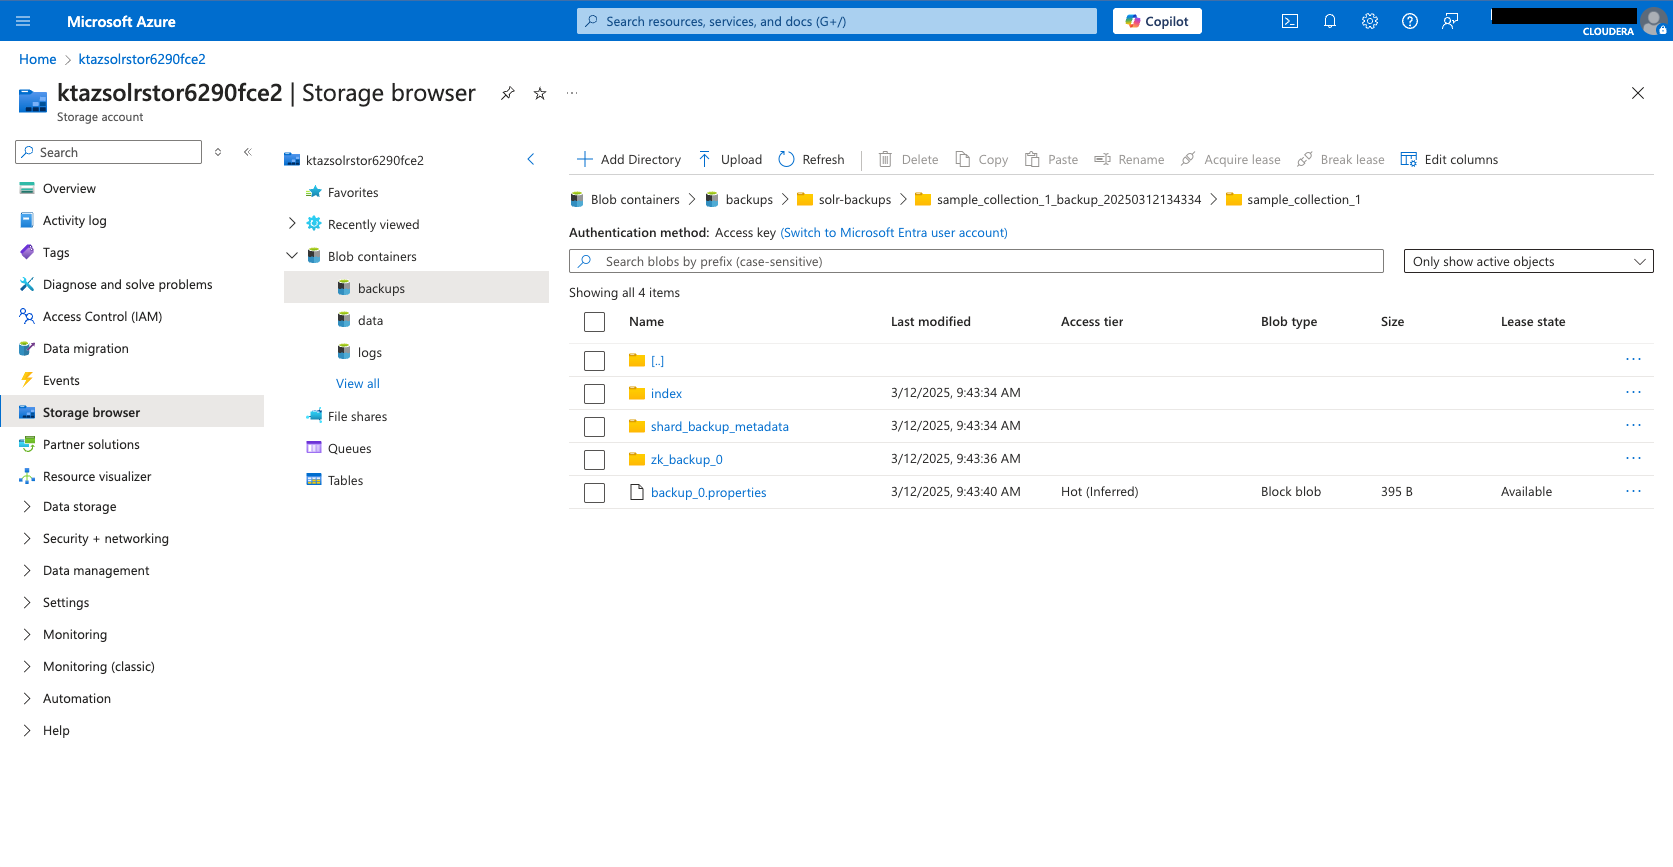 Microsoft Azure
Search resources, services, and docs (G+/)
Copilot
CLOUDERA
Home > ktazsolrstor6290fce2
ktazsolrstor6290fce2 | Storage browser
Storage account
Search
Overview
Activity log
Tags
Diagnose and solve problems
Access Control (IAM)
Data migration
Events
Storage browser
Partner solutions
Resource visualizer
Data storage
Security + networking
Data management
Settings
Monitoring
Monitoring (classic)
Automation
Help
ktazsolrstor6290fce2
Favorites
Recently viewed
Blob containers
backups
data
logs
View all
File shares
Queues
Tables
Add Directory Upload Refresh Delete Copy Paste Rename Acquire lease Break lease Edit columns
Blob containers > backups > solr-backups > sample_collection_1_backup_20250312134334 > sample_collection_1
Authentication method: Access key (Switch to Microsoft Entra user account)
Search blobs by prefix (case-sensitive)
Only show active objects
Showing all 4 items
Name Last modified Access tier Blob type Size Lease state
[..]
index 3/12/2025, 9:43:34 AM
shard_backup_metadata 3/12/2025, 9:43:34 AM
zk_backup_0 3/12/2025, 9:43:36 AM
backup_0.properties 3/12/2025, 9:43:40 AM Hot (Inferred) Block blob 395 B Available